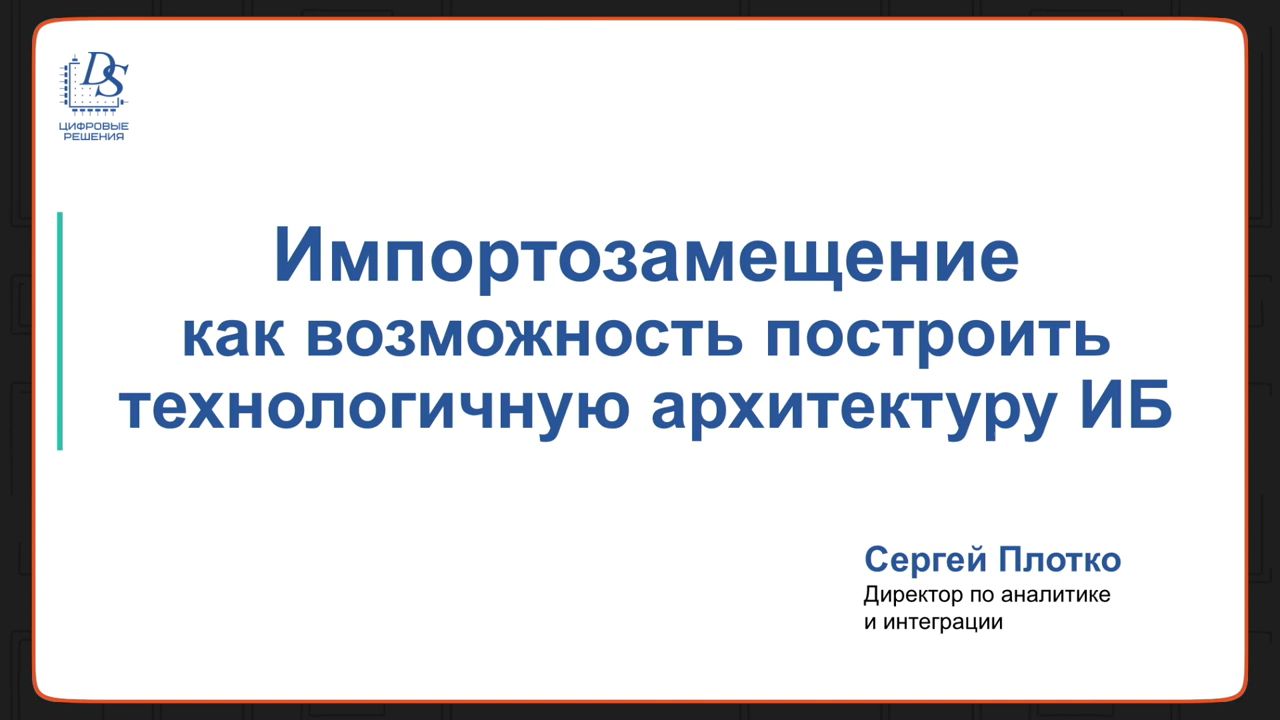 DS
ЦИФРОВЫЕ
РЕШЕНИЯ
Импортозамещение
как возможность построить
технологичную архитектуру ИБ
Сергей Плотко
Директор по аналитике
и интеграции